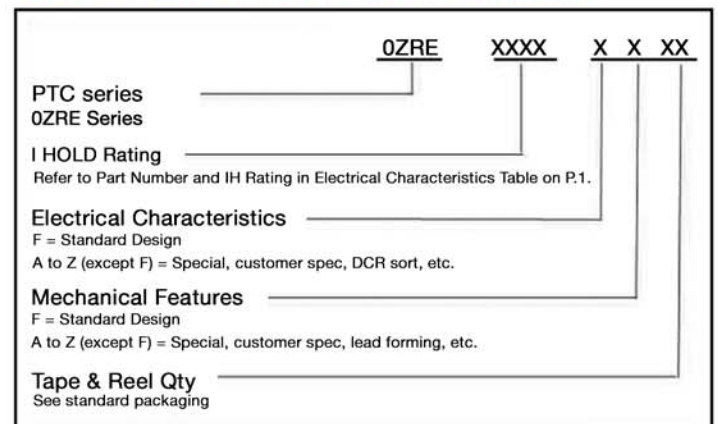 0ZRE XXXX X X XX
PTC series
0ZRE Series
I HOLD Rating
Refer to Part Number and IH Rating in Electrical Characteristics Table on P.1.
Electrical Characteristics
F = Standard Design
A to Z (except F) = Special, customer spec, DCR sort, etc.
Mechanical Features
F = Standard Design
A to Z (except F) = Special, customer spec, lead forming, etc.
Tape & Reel Qty
See standard packaging